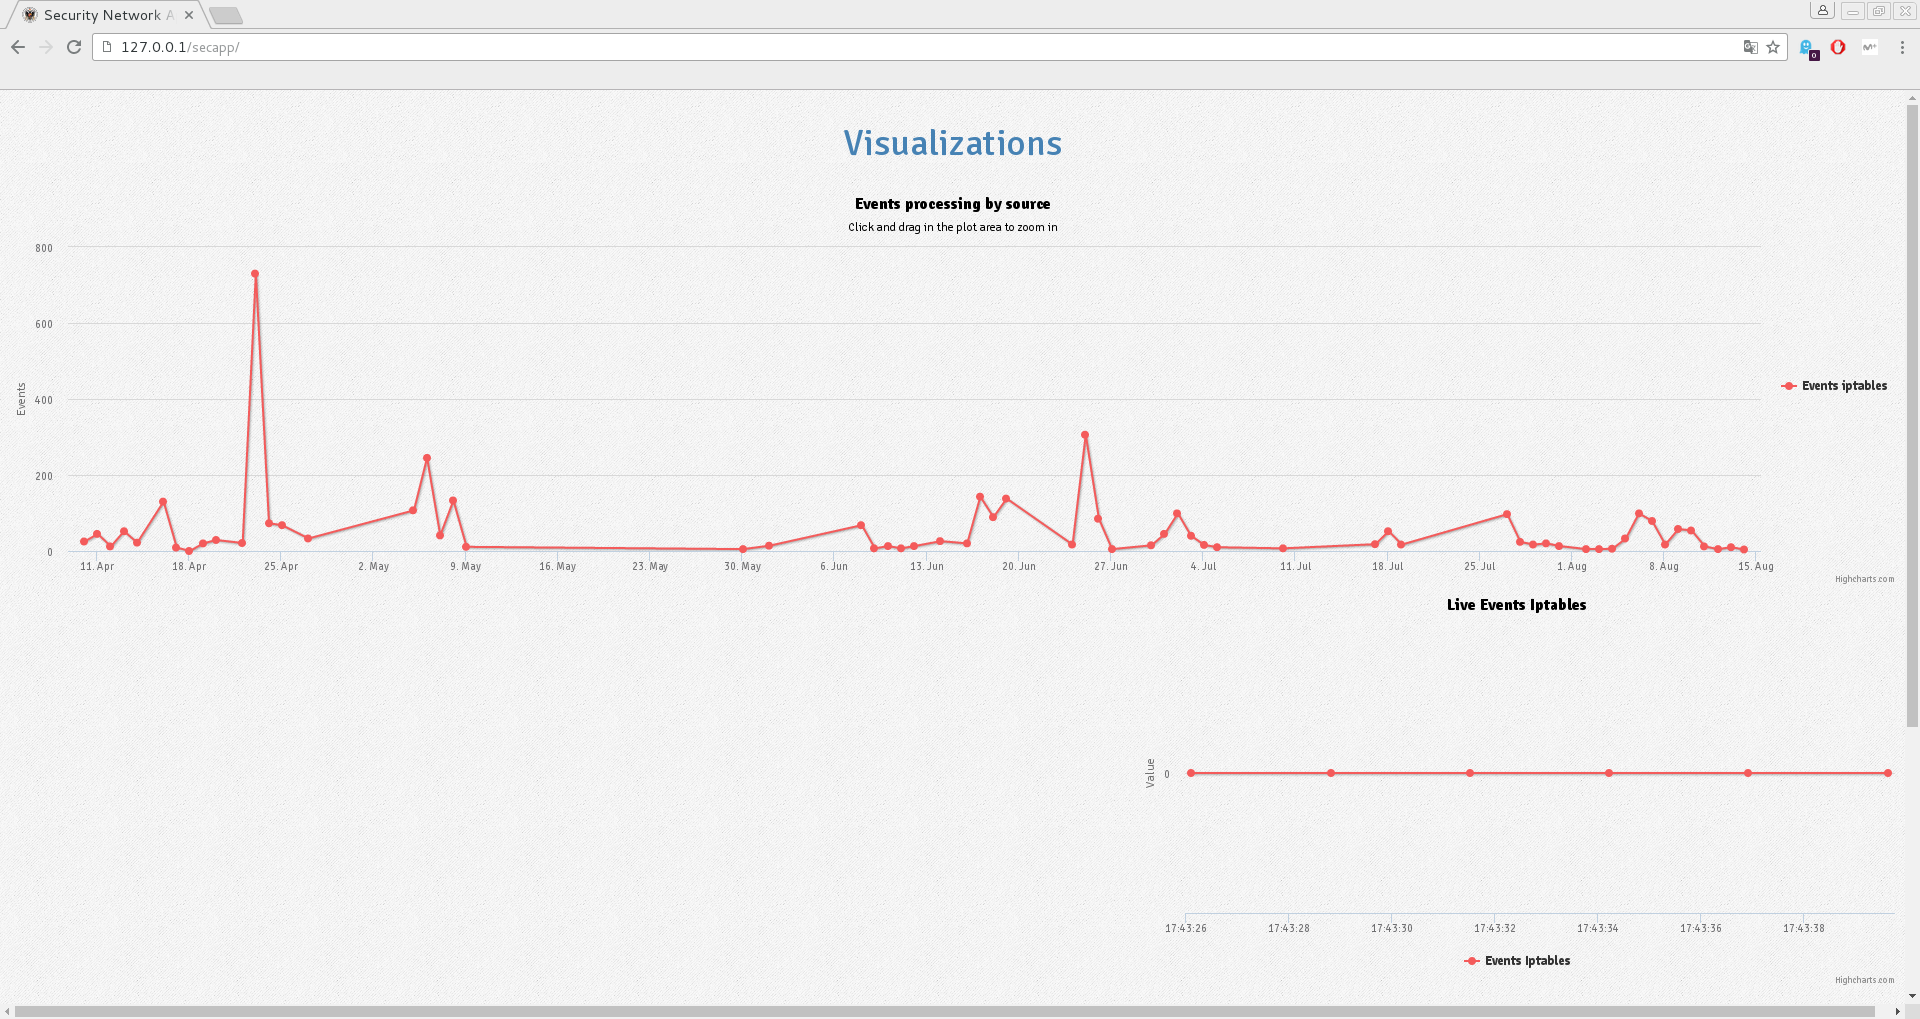 Security Network A
127.0.0.1/secapp/
0
Visualizations
Events processing by source
Click and drag in the plot area to zoom in
800
600
400
200
0
Events
11. Apr 18. Apr 25. Apr 2. May 9. May 16. May 23. May 30. May 6. Jun 13. Jun 20. Jun 27. Jun 4. Jul 11. Jul 18. Jul 25. Jul 1. Aug 8. Aug 15. Aug
Events iptables
Highcharts.com
Live Events Iptables
Value
0
17:43:26 17:43:28 17:43:30 17:43:32 17:43:34 17:43:36 17:43:38
Events Iptables
Highcharts.com